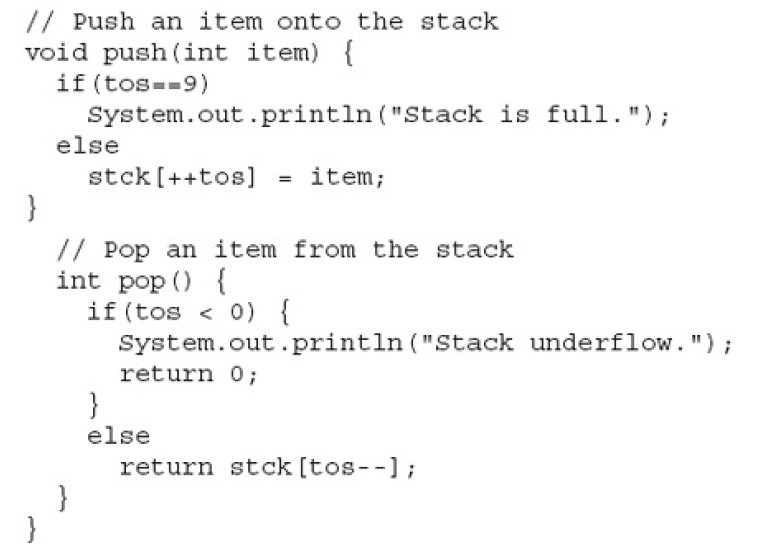 // Push an item onto the stack
void push(int item) {
  if(tos==9)
    System.out.println("Stack is full.");
  else
    stck[++tos] = item;
}
  // Pop an item from the stack
  int pop() {
    if(tos < 0) {
      System.out.println("Stack underflow.");
      return 0;
    }
    else
      return stck[tos--];
  }
}